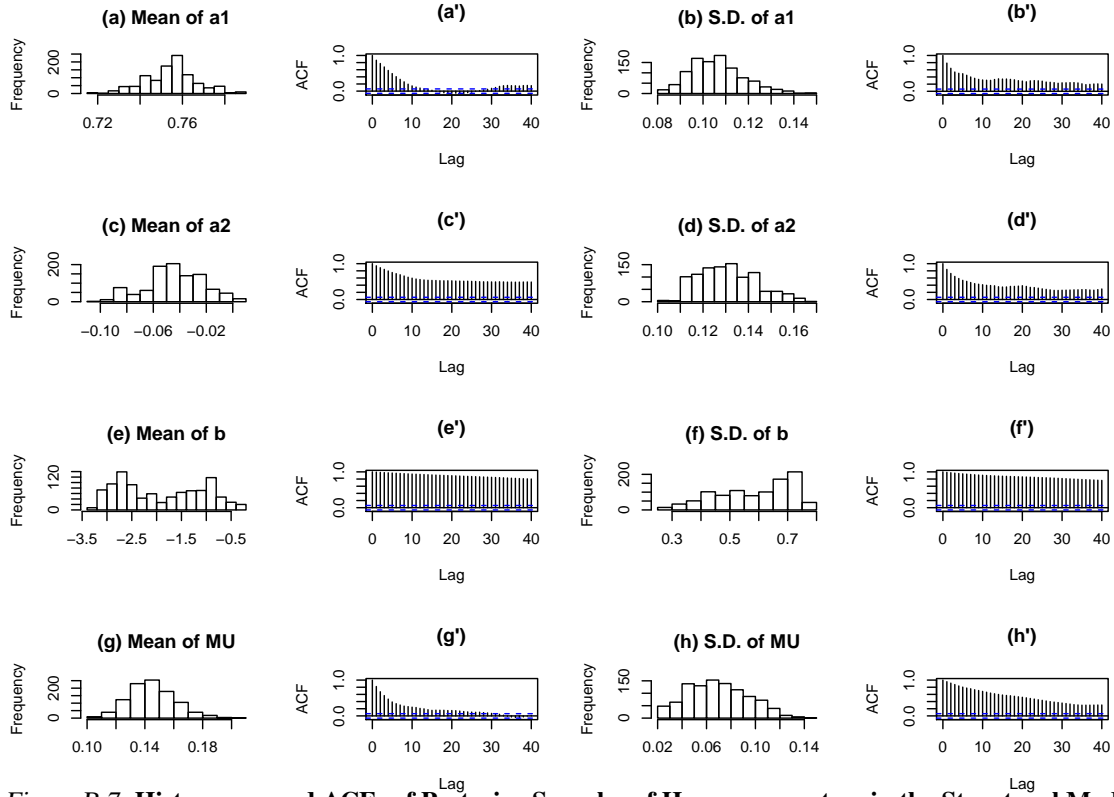 (a) Mean of a1
Frequency
0 200
0.72 0.76
(a')
ACF
0.0 1.0
0 10 20 30 40
Lag
(b) S.D. of a1
Frequency
0 150
0.08 0.10 0.12 0.14
(b')
ACF
0.0 1.0
0 10 20 30 40
Lag
(c) Mean of a2
Frequency
0 200
−0.10 −0.06 −0.02
(c')
ACF
0.0 1.0
0 10 20 30 40
Lag
(d) S.D. of a2
Frequency
0 150
0.10 0.12 0.14 0.16
(d')
ACF
0.0 1.0
0 10 20 30 40
Lag
(e) Mean of b
Frequency
0 120
−3.5 −2.5 −1.5 −0.5
(e')
ACF
0.0 1.0
0 10 20 30 40
Lag
(f) S.D. of b
Frequency
0 200
0.3 0.5 0.7
(f')
ACF
0.0 1.0
0 10 20 30 40
Lag
(g) Mean of MU
Frequency
0 200
0.10 0.14 0.18
(g')
ACF
0.0 1.0
0 10 20 30 40
Lag
(h) S.D. of MU
Frequency
0 150
0.02 0.06 0.10 0.14
(h')
ACF
0.0 1.0
0 10 20 30 40
Lag
Figure B.7. of in the